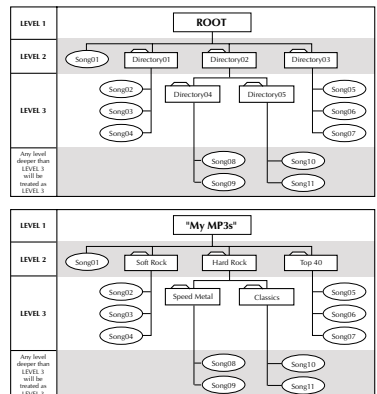 LEVEL 1
ROOT
LEVEL 2
Song01
Directory01
Directory02
Directory03
LEVEL 3
Song02
Song03
Song04
Directory04
Directory05
Song05
Song06
Song07
Any level
deeper than
LEVEL 3
will be
treated as
LEVEL 3
Song08
Song09
Song10
Song11
LEVEL 1
"My MP3s"
LEVEL 2
Song01
Soft Rock
Hard Rock
Top 40
LEVEL 3
Song02
Song03
Song04
Speed Metal
Classics
Song05
Song06
Song07
Any level
deeper than
LEVEL 3
will be
treated as
LEVEL 3
Song08
Song09
Song10
Song11